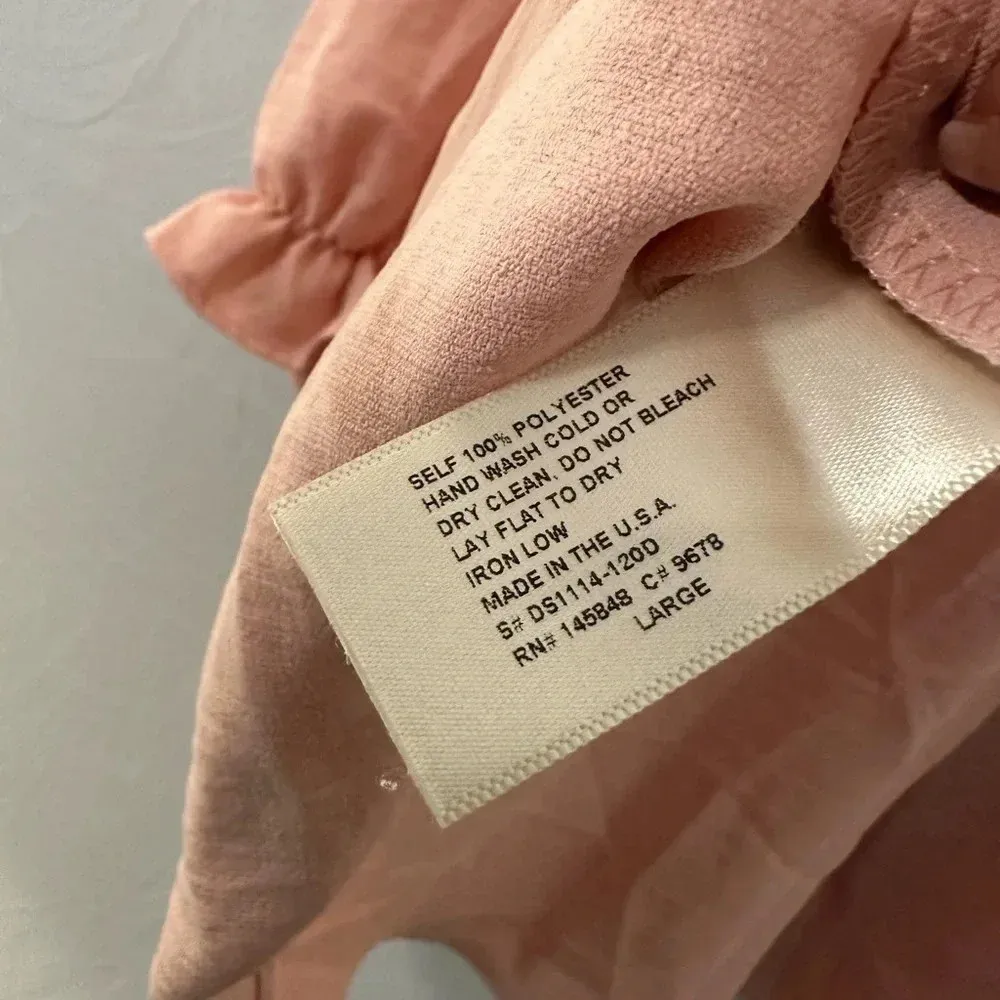 SELF 100% POLYESTER
HAND WASH COLD OR
DRY CLEAN, DO NOT BLEACH
LAY FLAT TO DRY
IRON LOW
MADE IN THE U.S.A.
S# DS1114-120D
RN# 145848 C# 9678
LARGE